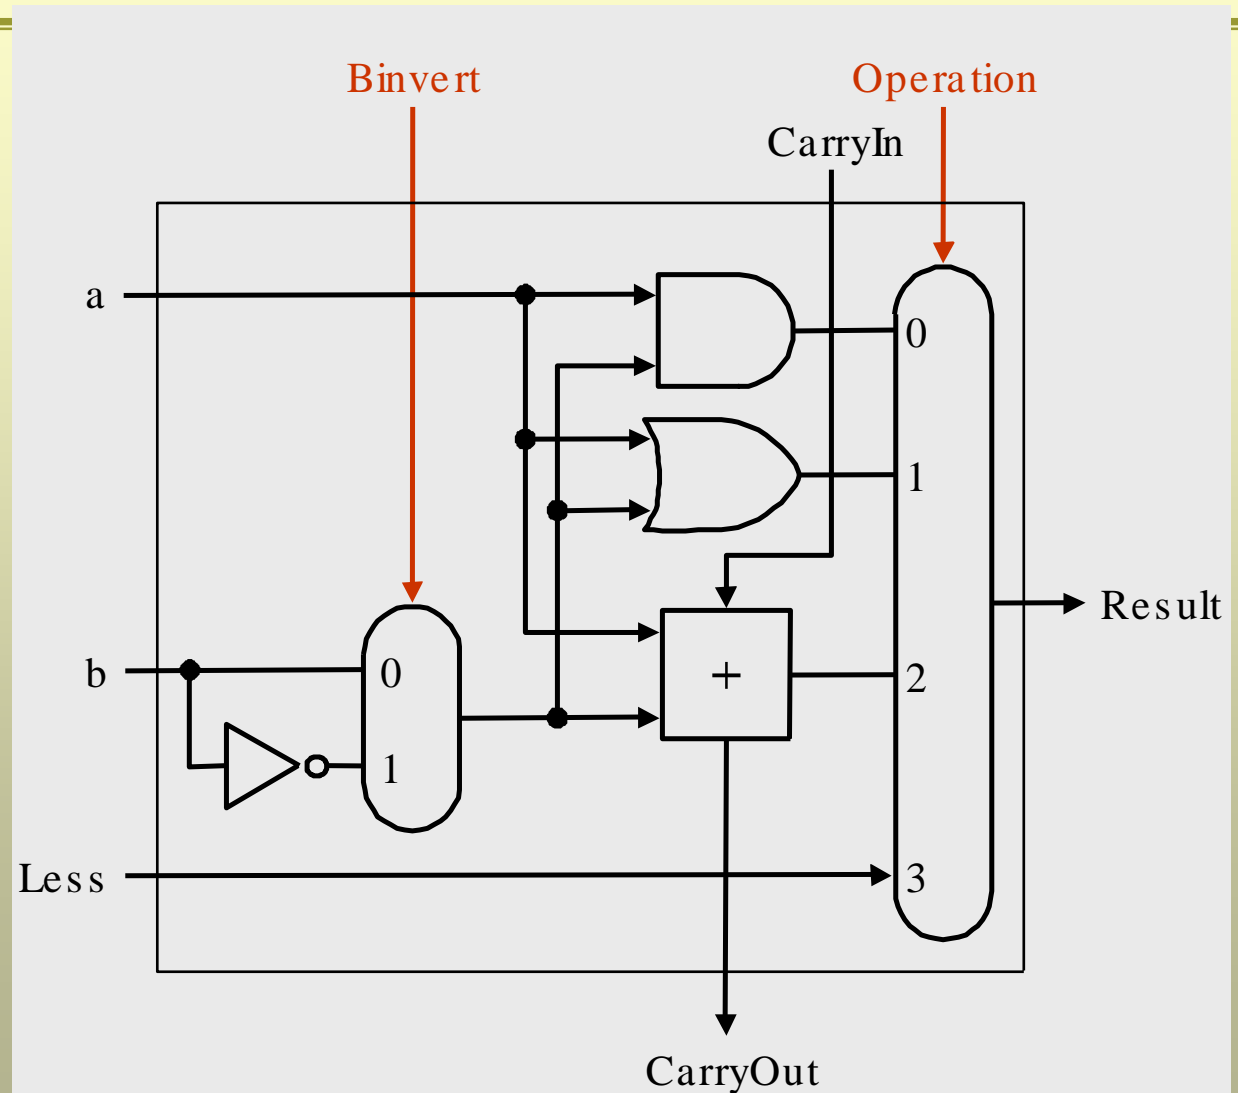 Binvert
Operation
CarryIn
a
0
1
Result
b
0
+
2
1
Less
3
CarryOut